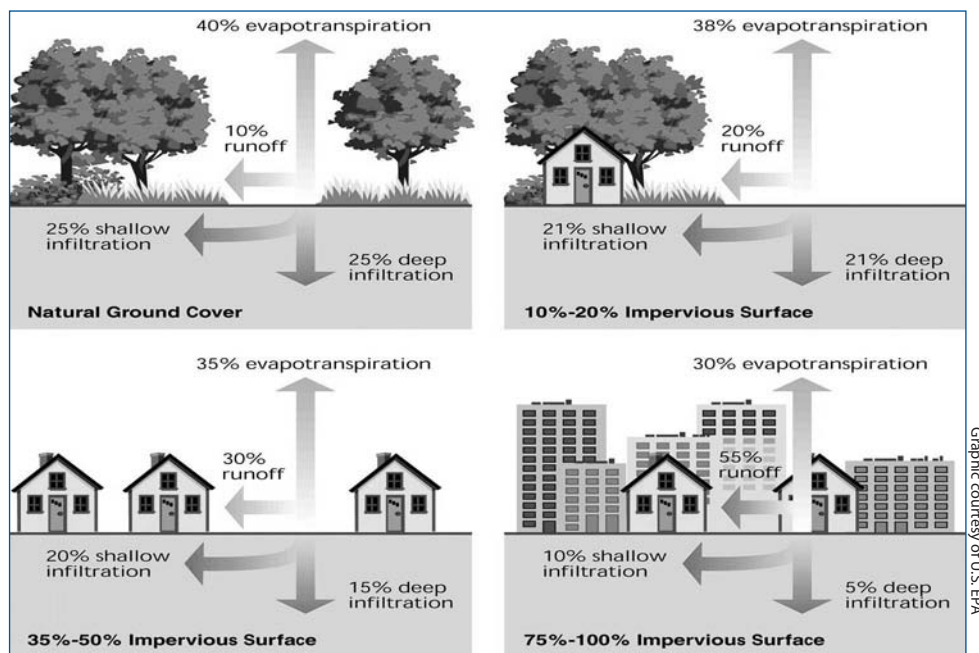 40% evapotranspiration
10%
runoff
25% shallow
infiltration
25% deep
infiltration
Natural Ground Cover
38% evapotranspiration
20%
runoff
21% shallow
infiltration
21% deep
infiltration
10%-20% Impervious Surface
35% evapotranspiration
30%
runoff
20% shallow
infiltration
15% deep
infiltration
35%-50% Impervious Surface
30% evapotranspiration
55%
runoff
10% shallow
infiltration
5% deep
infiltration
75%-100% Impervious Surface
Graphic courtesy of U.S. EPA